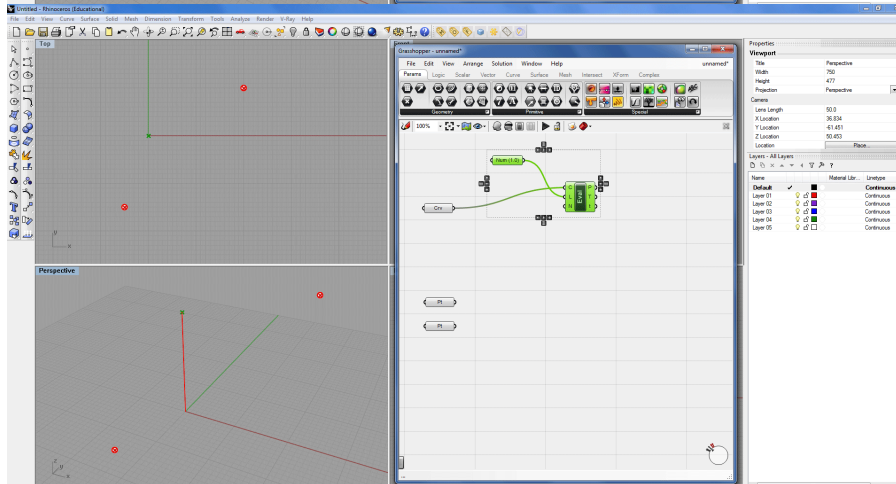 Untitled - Rhinoceros (Educational)
File Edit View Curve Surface Solid Mesh Dimension Transform Tools Analyze Render V-Ray Help
Top
y
x
Perspective
z
y
x
Grasshopper - unnamed*
File Edit View Arrange Solution Window Help unnamed*
Params Logic Scalar Vector Curve Surface Mesh Intersect XForm Complex
Geometry Primitive Special
100%
Num (1.0)
Crv
C P
L Eval T
N I
Pt
Pt
Properties
Viewport
Title Perspective
Width 750
Height 477
Projection Perspective
Camera
Lens Length 50.0
X Location 36.834
Y Location -61.451
Z Location 50.453
Location Place...
Layers - All Layers
Name Material Libr... Linetype
Default Continuous
Layer 01 Continuous
Layer 02 Continuous
Layer 03 Continuous
Layer 04 Continuous
Layer 05 Continuous